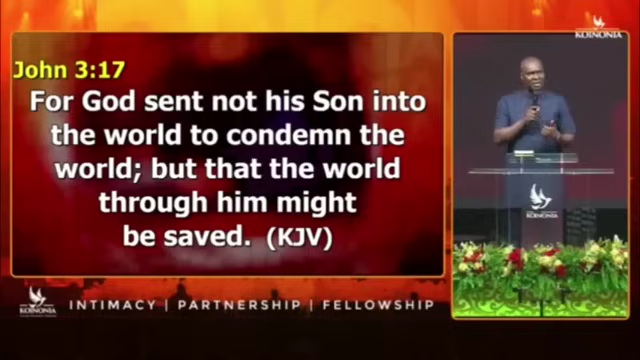 John 3:17
For God sent not his Son into
the world to condemn the
world; but that the world
through him might
be saved. (KJV)
KOINONIA
KOINONIA
KOINONIA
INTIMACY | PARTNERSHIP | FELLOWSHIP